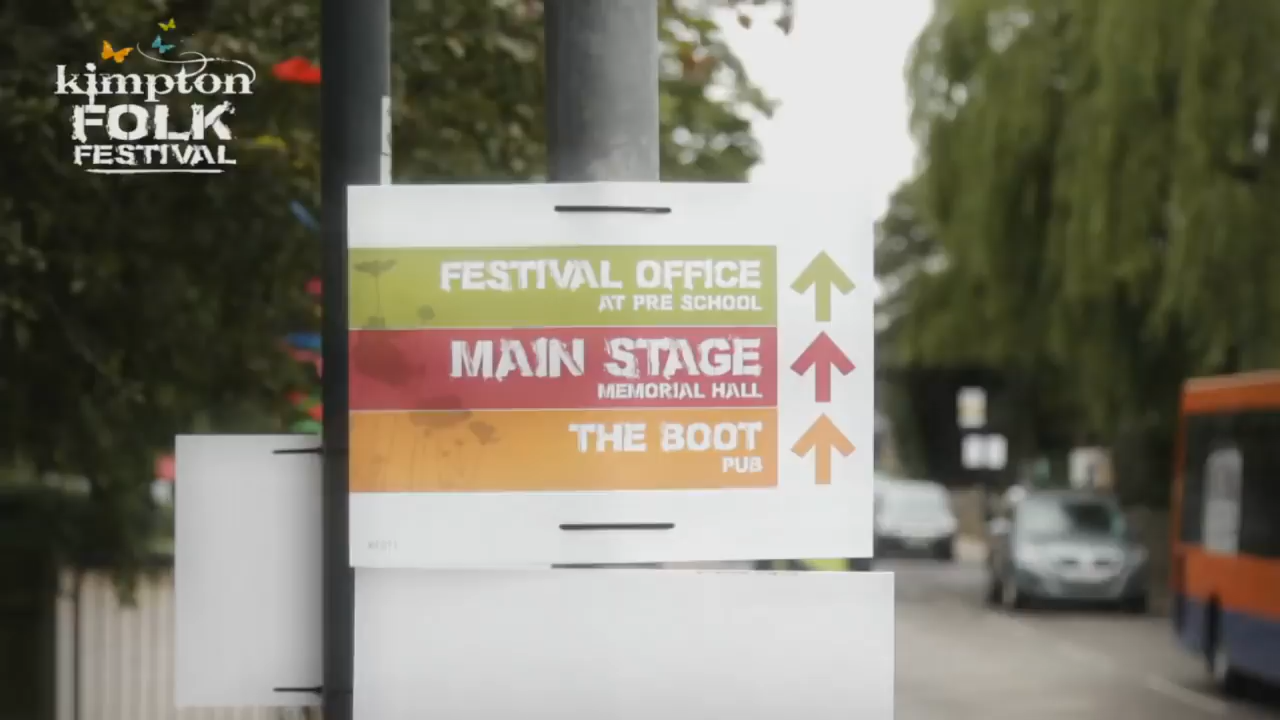 kimpton
FOLK
FESTIVAL
FESTIVAL OFFICE
AT PRE SCHOOL
MAIN STAGE
MEMORIAL HALL
THE BOOT
PUB